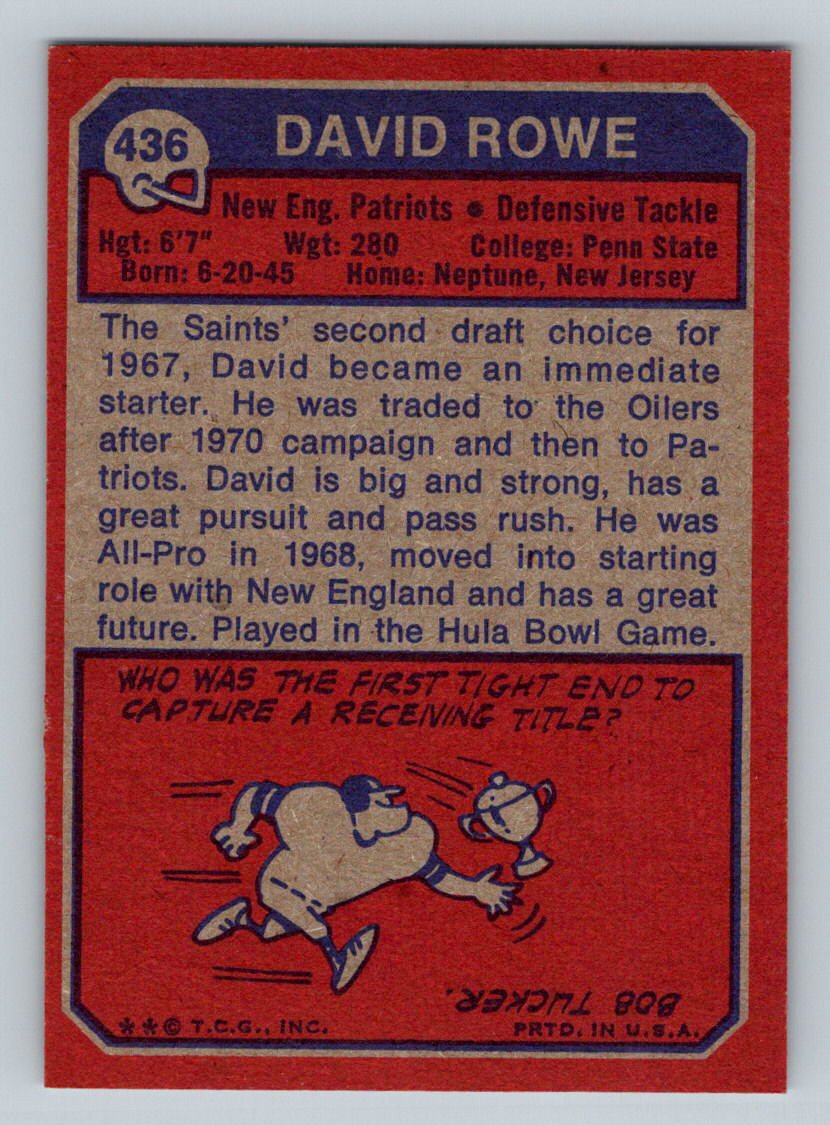 436
DAVID ROWE
New Eng. Patriots • Defensive Tackle
Hgt: 6'7" Wgt: 280 College: Penn State
Born: 6-20-45 Home: Neptune, New Jersey
The Saints' second draft choice for
1967, David became an immediate
starter. He was traded to the Oilers
after 1970 campaign and then to Pa-
triots. David is big and strong, has a
great pursuit and pass rush. He was
All-Pro in 1968, moved into starting
role with New England and has a great
future. Played in the Hula Bowl Game.
WHO WAS THE FIRST TIGHT END TO
CAPTURE A RECEIVING TITLE?
BOB TUCKER.
**© T.C.G., INC. PRTD. IN U.S.A.